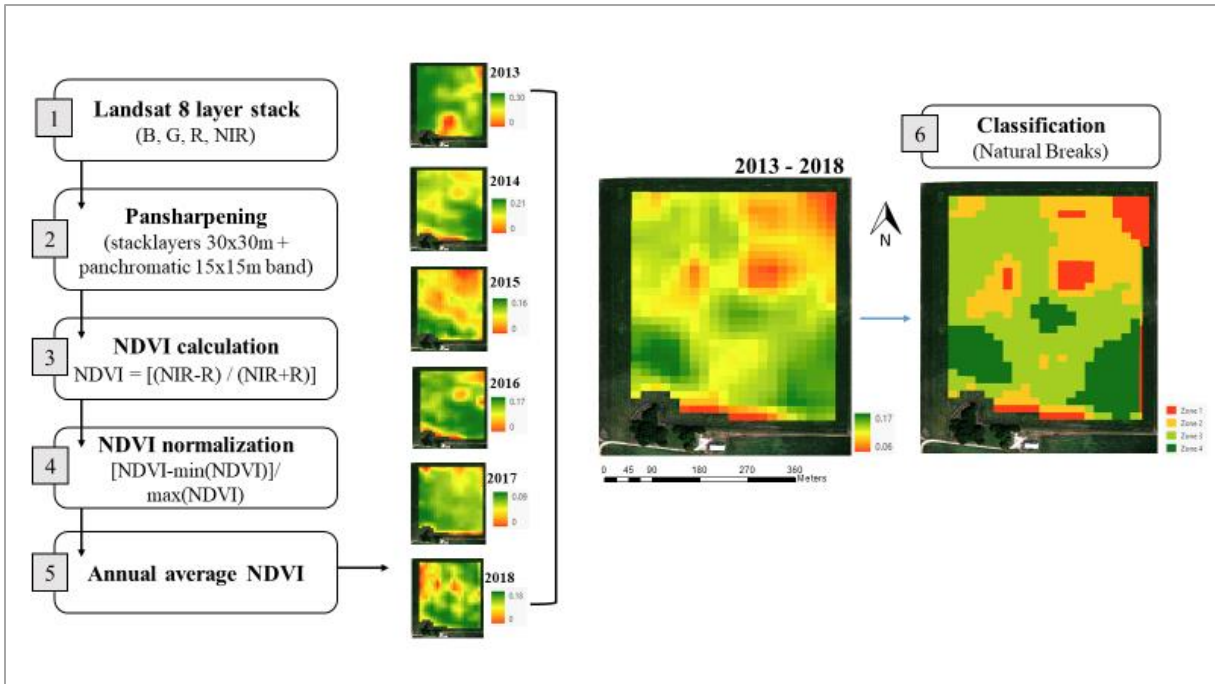 1
Landsat 8 layer stack
(B, G, R, NIR)
2
Pansharpening
(stacklayers 30x30m +
panchromatic 15x15m band)
3
NDVI calculation
NDVI = [(NIR-R) / (NIR+R)]
4
NDVI normalization
[NDVI-min(NDVI)]/
max(NDVI)
5
Annual average NDVI
2013
0.30
0
2014
0.21
0
2015
0.16
0
2016
0.17
0
2017
0.09
0
2018
0.18
0
2013 - 2018
0.17
0.06
0 45 90 180 270 360
Meters
N
6
Classification
(Natural Breaks)
Zone 1
Zone 2
Zone 3
Zone 4